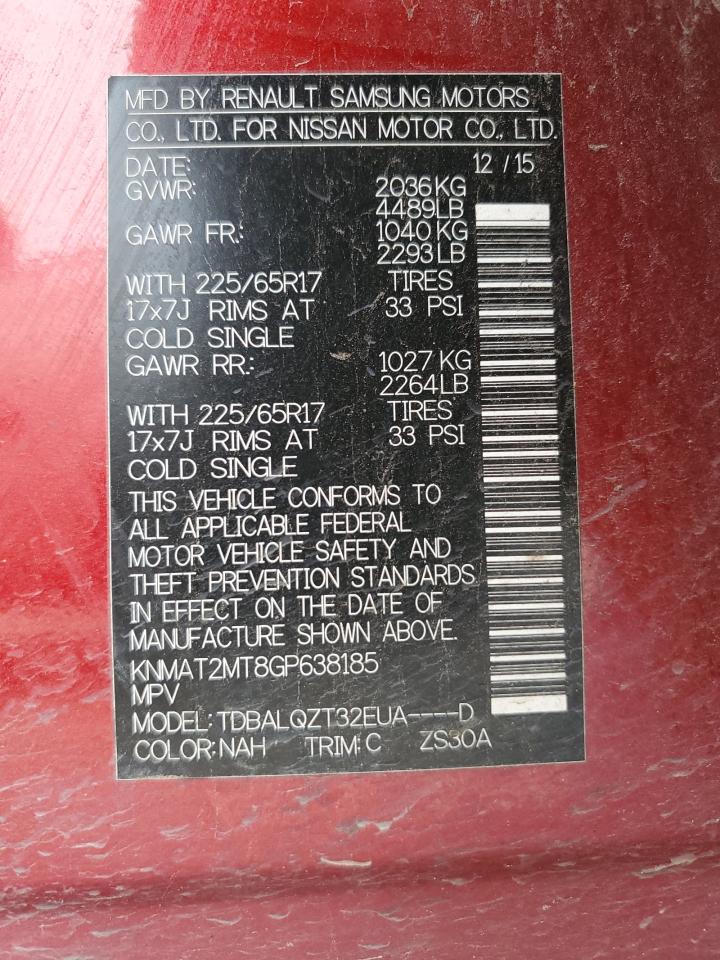 MFD BY RENAULT SAMSUNG MOTORS
CO., LTD. FOR NISSAN MOTOR CO., LTD.
DATE: 12 / 15
GVWR: 2036 KG
4489 LB
GAWR FR.: 1040 KG
2293 LB
WITH 225/65R17 TIRES
17x7J RIMS AT 33 PSI
COLD SINGLE
GAWR RR.: 1027 KG
2264 LB
WITH 225/65R17 TIRES
17x7J RIMS AT 33 PSI
COLD SINGLE
THIS VEHICLE CONFORMS TO
ALL APPLICABLE FEDERAL
MOTOR VEHICLE SAFETY AND
THEFT PREVENTION STANDARDS
IN EFFECT ON THE DATE OF
MANUFACTURE SHOWN ABOVE.
KNMAT2MT8GP638185
MPV
MODEL: TDBALQZT32EUA----D
COLOR: NAH TRIM: C ZS30A